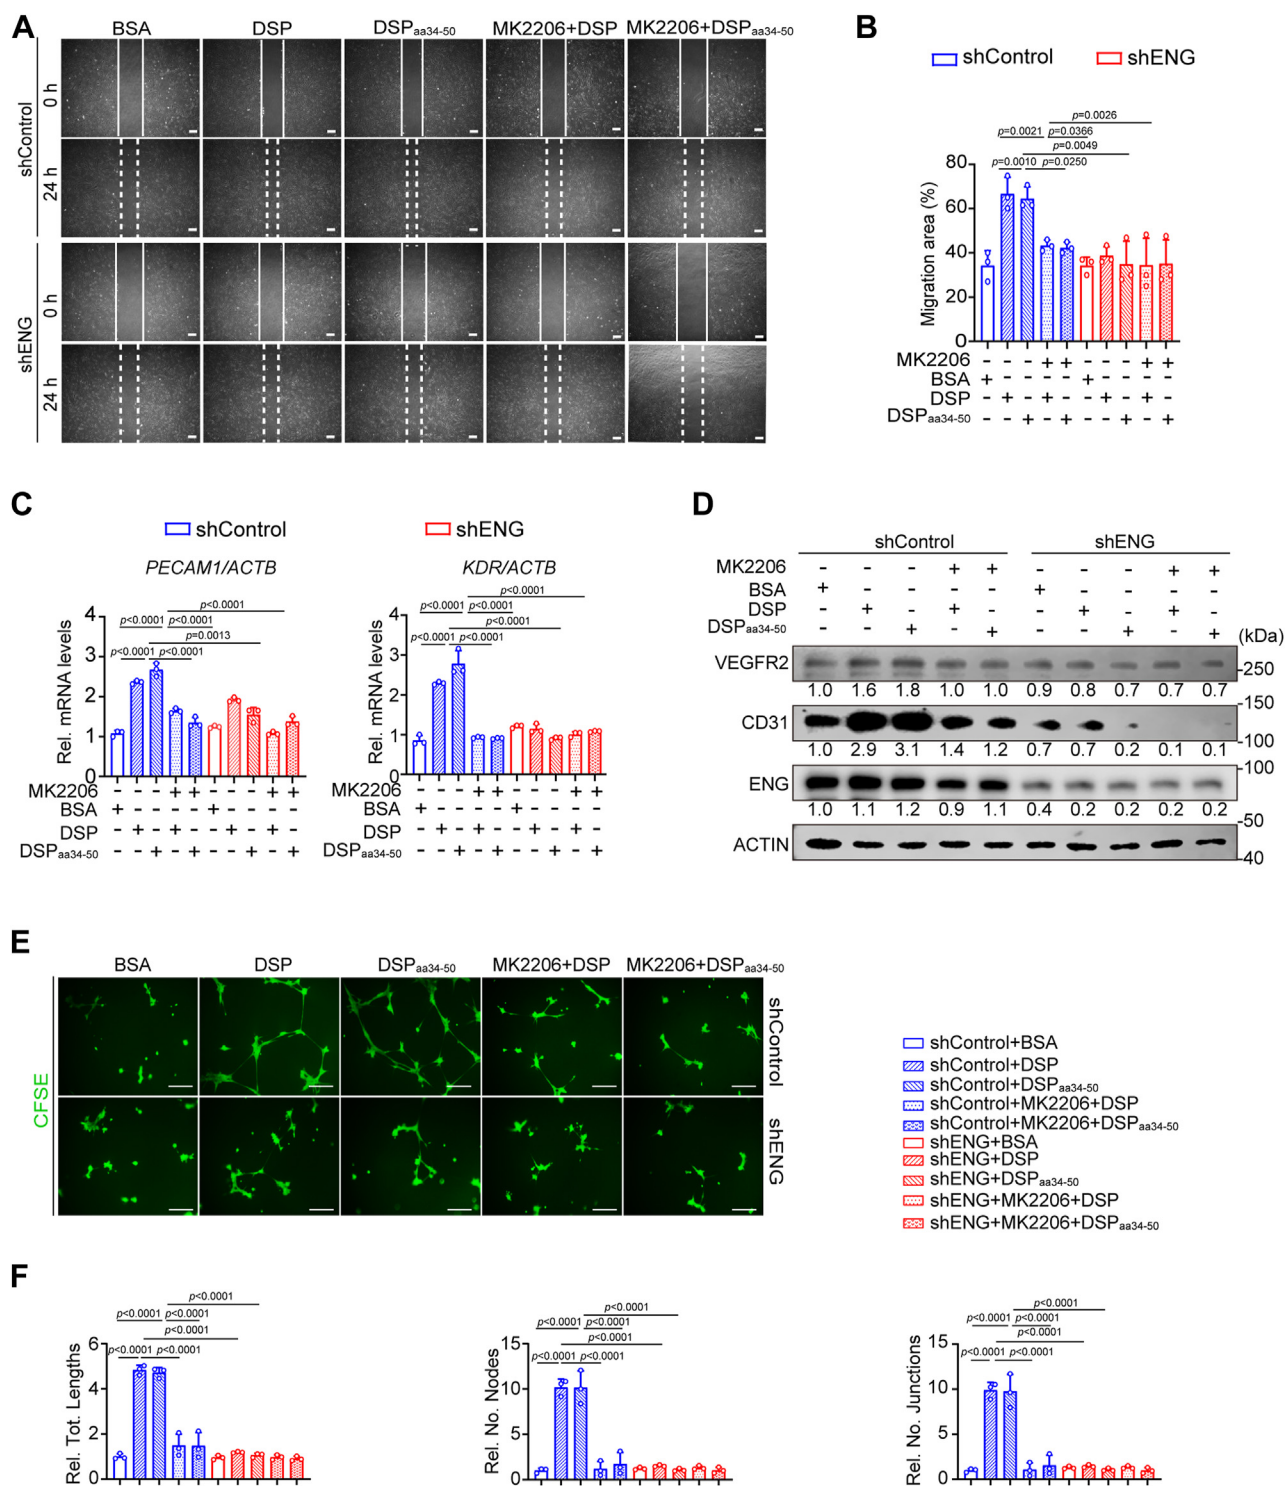 A
BSA DSP DSPaa34-50 MK2206+DSP MK2206+DSPaa34-50
shControl
0 h
24 h
shENG
0 h
24 h
B
shControl shENG
p=0.0026
p=0.0021 p=0.0366
p=0.0049
p=0.0010 p=0.0250
Migration area (%)
80
60
40
20
0
MK2206 - - - + + - - - + +
BSA + - - - - + - - - -
DSP - + - + - - + - + -
DSPaa34-50 - - + - + - - + - +
C
shControl shENG
PECAM1/ACTB
p<0.0001
p<0.0001 p<0.0001
p=0.0013
p<0.0001 p<0.0001
Rel. mRNA levels
4
3
2
1
0
MK2206 - - - + + - - - + +
BSA + - - - - + - - - -
DSP - + - + - - + - + -
DSPaa34-50 - - + - + - - + - +
KDR/ACTB
p<0.0001
p<0.0001 p<0.0001
p<0.0001
p<0.0001 p<0.0001
Rel. mRNA levels
4
3
2
1
0
MK2206 - - - + + - - - + +
BSA + - - - - + - - - -
DSP - + - + - - + - + -
DSPaa34-50 - - + - + - - + - +
D
shControl shENG
MK2206 - - - + + - - - + +
BSA + - - - - + - - - -
DSP - + - + - - + - + -
DSPaa34-50 - - + - + - - + - +
(kDa)
VEGFR2 -250
1.0 1.6 1.8 1.0 1.0 0.9 0.8 0.7 0.7 0.7
-150
CD31
-100
1.0 2.9 3.1 1.4 1.2 0.7 0.7 0.2 0.1 0.1
-100
ENG
1.0 1.1 1.2 0.9 1.1 0.4 0.2 0.2 0.2 0.2
-50
ACTIN
-40
E
BSA DSP DSPaa34-50 MK2206+DSP MK2206+DSPaa34-50
CFSE
shControl
shENG
shControl+BSA
shControl+DSP
shControl+DSPaa34-50
shControl+MK2206+DSP
shControl+MK2206+DSPaa34-50
shENG+BSA
shENG+DSP
shENG+DSPaa34-50
shENG+MK2206+DSP
shENG+MK2206+DSPaa34-50
F
p<0.0001
p<0.0001 p<0.0001
p<0.0001
p<0.0001 p<0.0001
Rel. Tot. Lengths
6
4
2
0
p<0.0001
p<0.0001 p<0.0001
p<0.0001
p<0.0001 p<0.0001
Rel. No. Nodes
15
10
5
0
p<0.0001
p<0.0001 p<0.0001
p<0.0001
p<0.0001 p<0.0001
Rel. No. Junctions
15
10
5
0